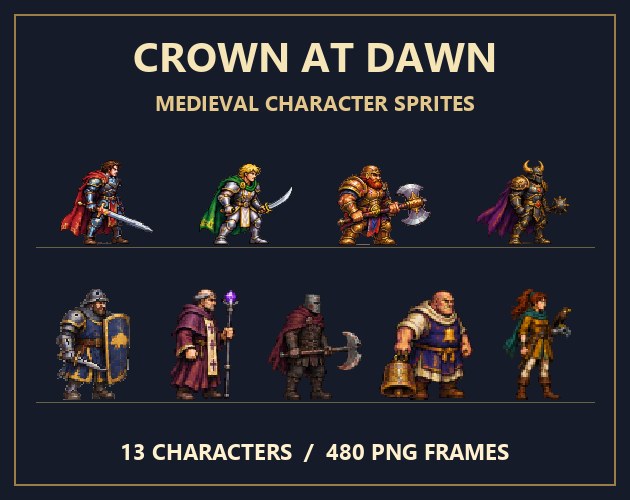 CROWN AT DAWN
MEDIEVAL CHARACTER SPRITES
13 CHARACTERS / 480 PNG FRAMES